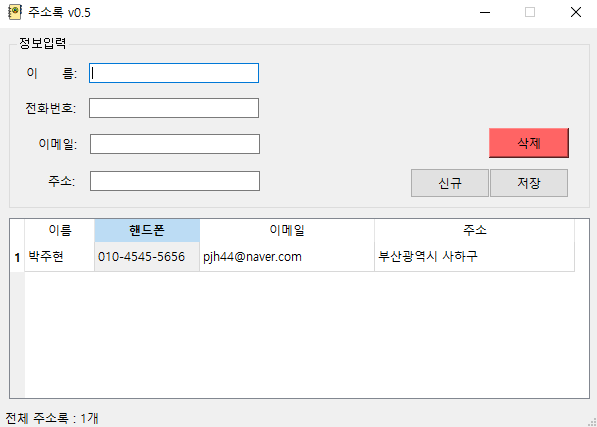 주소록 v0.5
정보입력
이 름:
전화번호:
이메일:
삭제
주소:
신규 저장
이름 핸드폰 이메일 주소
1 박주현 010-4545-5656 pjh44@naver.com 부산광역시 사하구
전체 주소록 : 1개